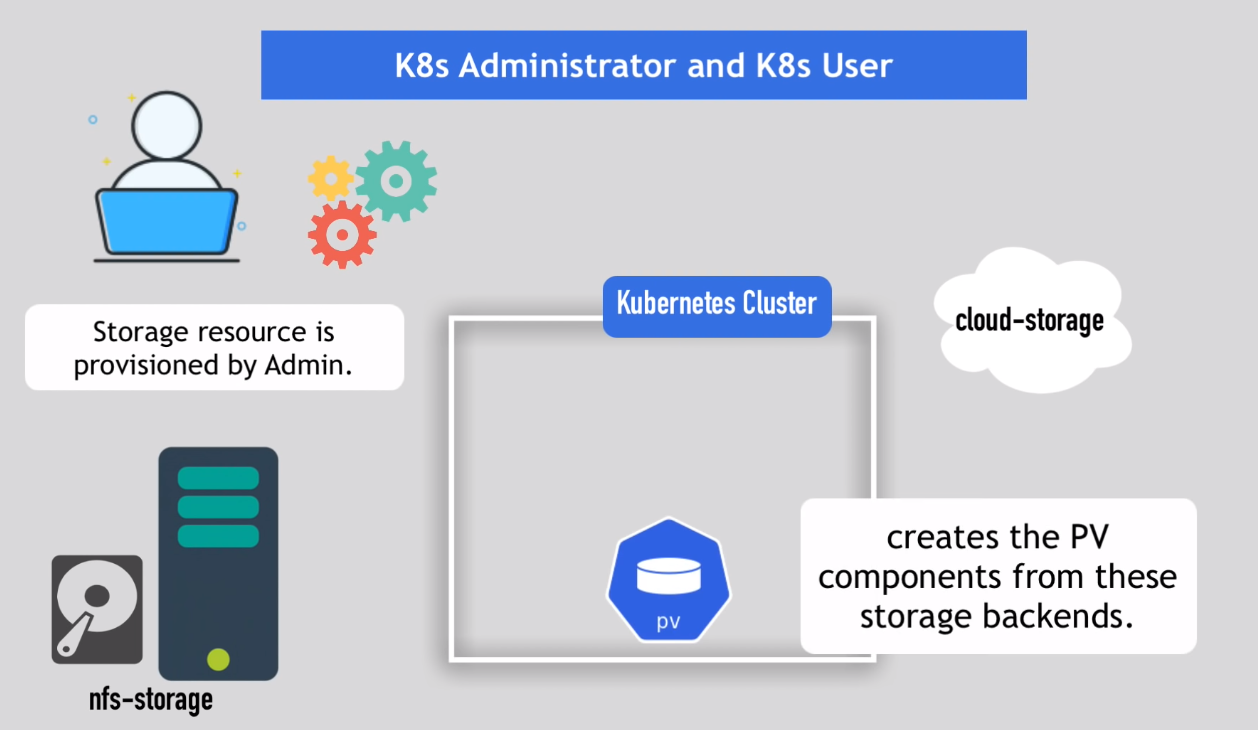 K8s Administrator and K8s User
Storage resource is
provisioned by Admin.
Kubernetes Cluster
cloud-storage
pv
creates the PV
components from these
storage backends.
nfs-storage